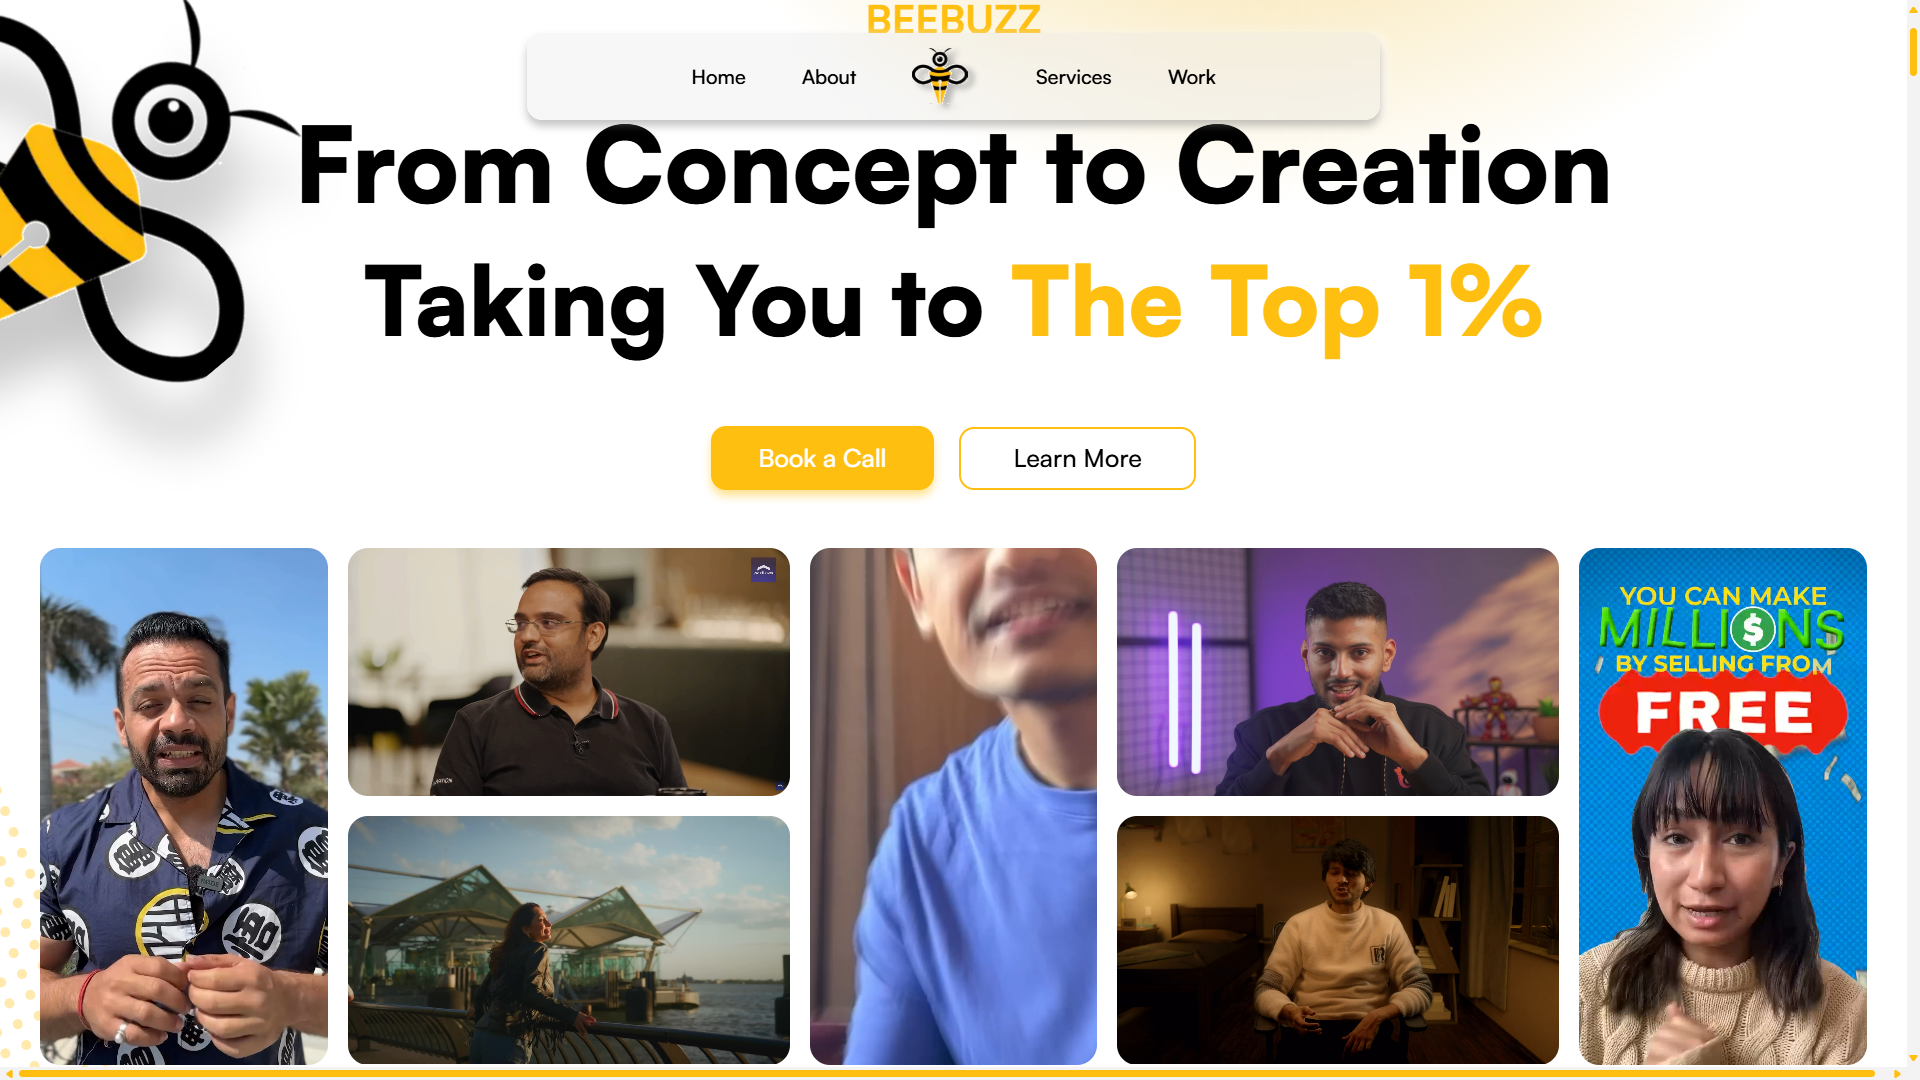 BEEBUZZ
Home About Services Work
From Concept to Creation
Taking You to The Top 1%
Book a Call Learn More
YOU CAN MAKE
MILLIONS
BY SELLING FROM
FREE